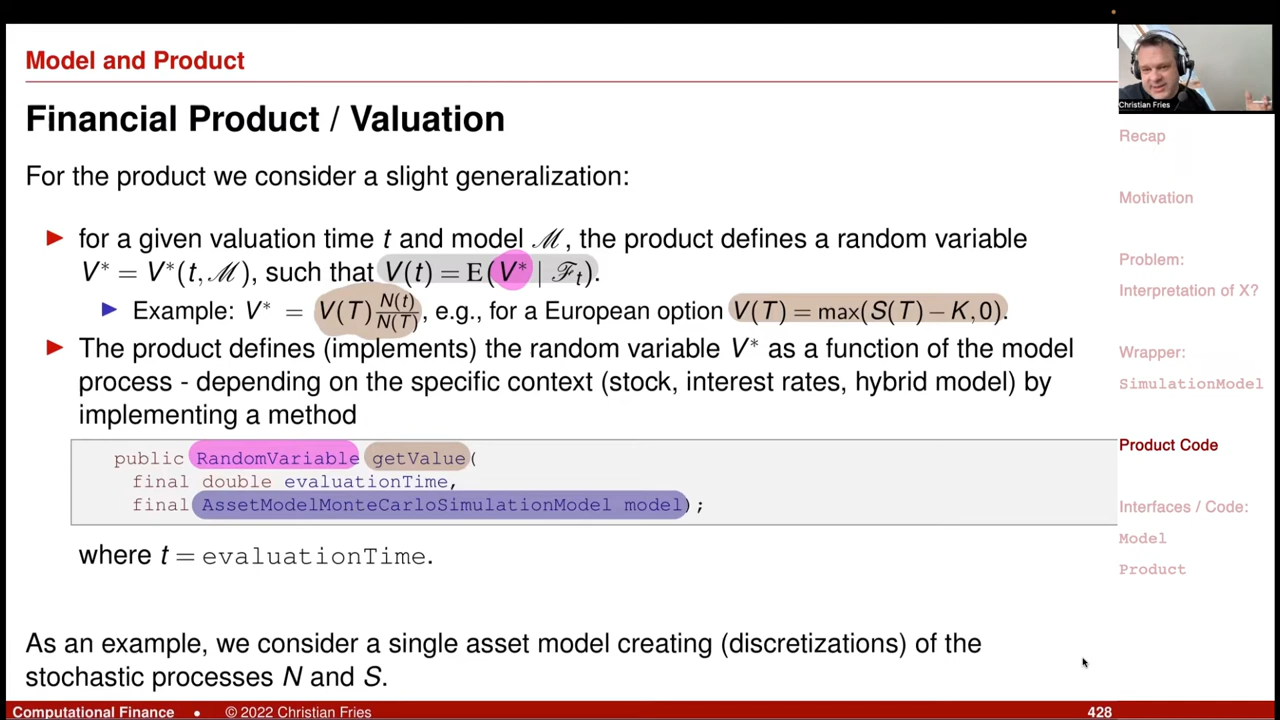 Model and Product
Financial Product / Valuation
For the product we consider a slight generalization:
► for a given valuation time t and model ℳ, the product defines a random variable
V* = V*(t,ℳ), such that V(t) = E(V* | ℱt).
► Example: V* = V(T) N(t)/N(T), e.g., for a European option V(T) = max(S(T) − K,0).
► The product defines (implements) the random variable V* as a function of the model
process - depending on the specific context (stock, interest rates, hybrid model) by
implementing a method
public RandomVariable getValue(
final double evaluationTime,
final AssetModelMonteCarloSimulationModel model);
where t = evaluationTime.
As an example, we consider a single asset model creating (discretizations) of the
stochastic processes N and S.
Christian Fries
Recap
Motivation
Problem:
Interpretation of X?
Wrapper:
SimulationModel
Product Code
Interfaces / Code:
Model
Product
Computational Finance • © 2022 Christian Fries 428